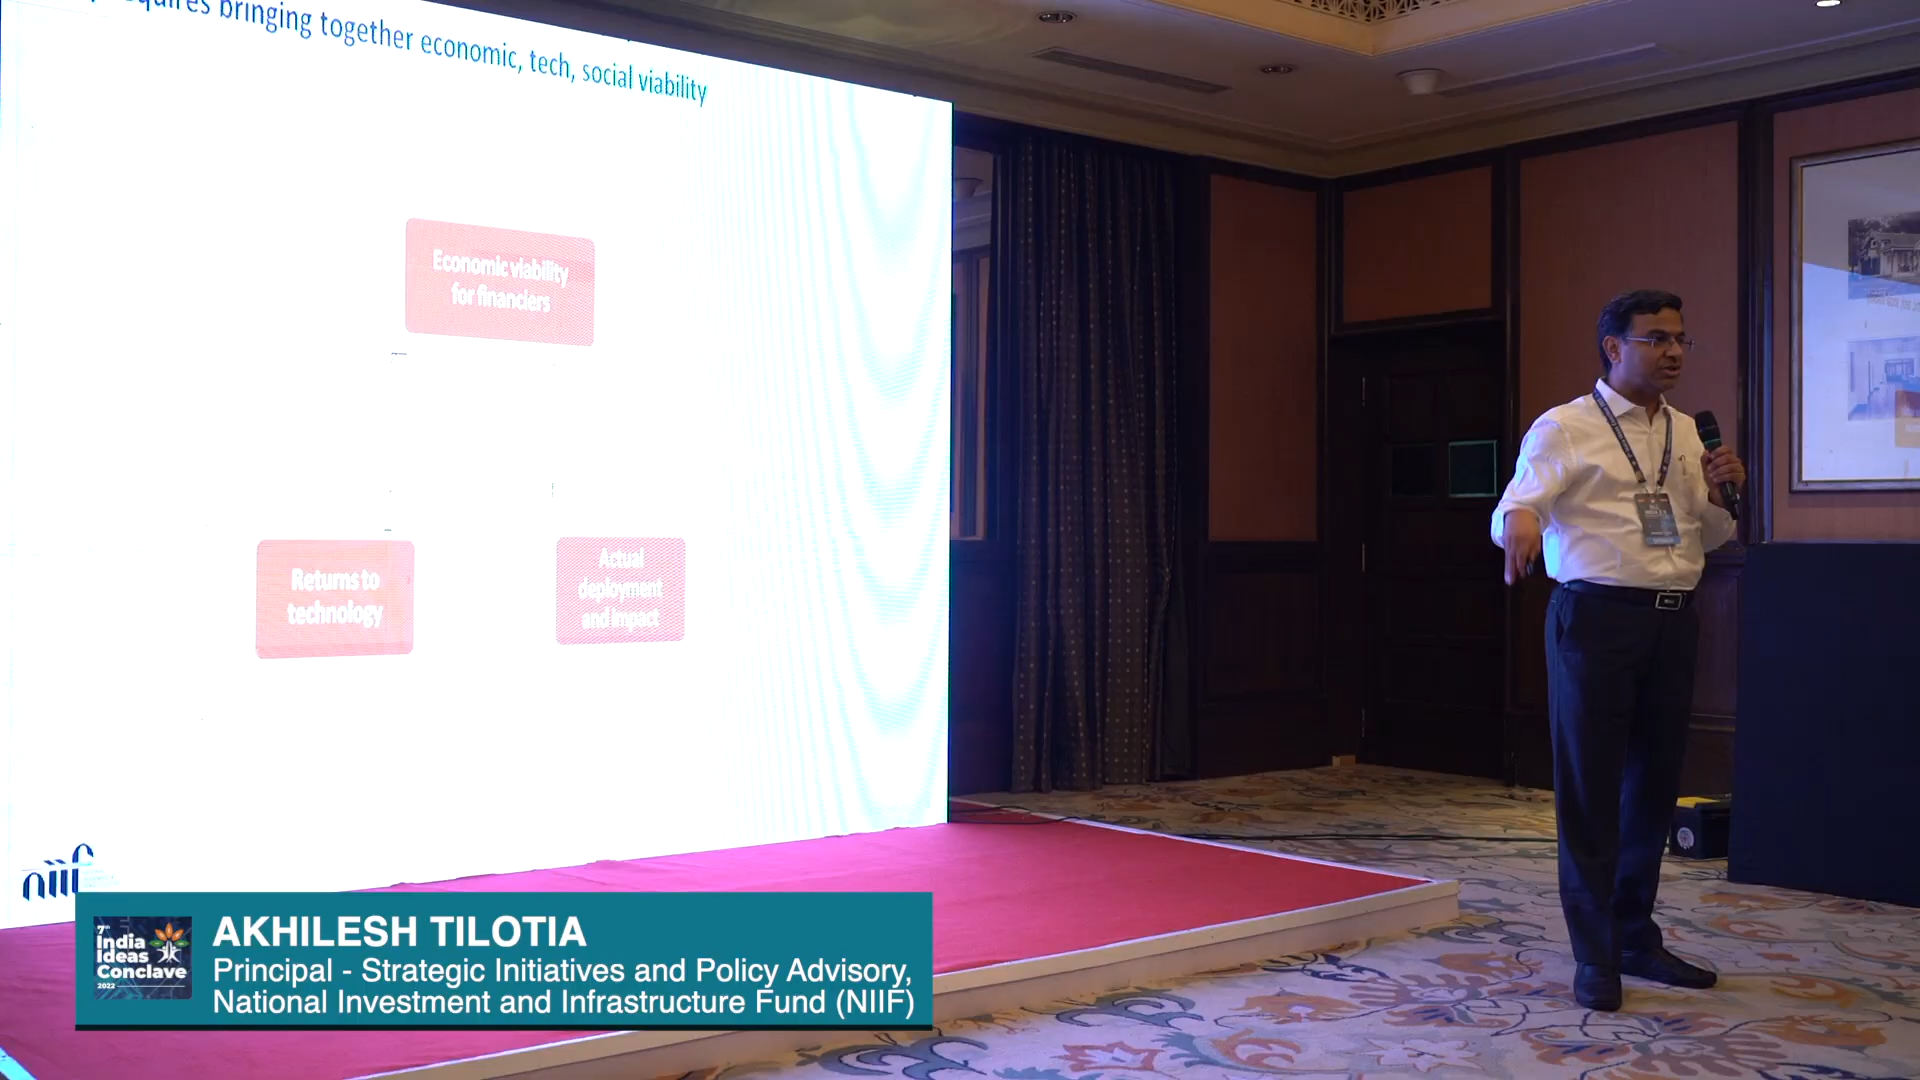 bringing together economic, tech, social viability
Economic viability
for financiers
Returns to
technology
Actual
deployment
and impact
niif
7th
India
Ideas
Conclave
2022
AKHILESH TILOTIA
Principal - Strategic Initiatives and Policy Advisory,
National Investment and Infrastructure Fund (NIIF)